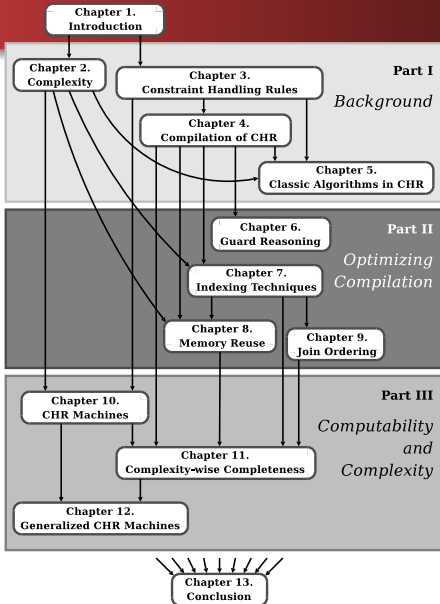 Chapter 1.
Introduction
Chapter 2.
Complexity
Chapter 3.
Constraint Handling Rules
Part I
Background
Chapter 4.
Compilation of CHR
Chapter 5.
Classic Algorithms in CHR
Chapter 6.
Guard Reasoning
Part II
Optimizing
Compilation
Chapter 7.
Indexing Techniques
Chapter 8.
Memory Reuse
Chapter 9.
Join Ordering
Part III
Computability
and
Complexity
Chapter 10.
CHR Machines
Chapter 11.
Complexity-wise Completeness
Chapter 12.
Generalized CHR Machines
Chapter 13.
Conclusion